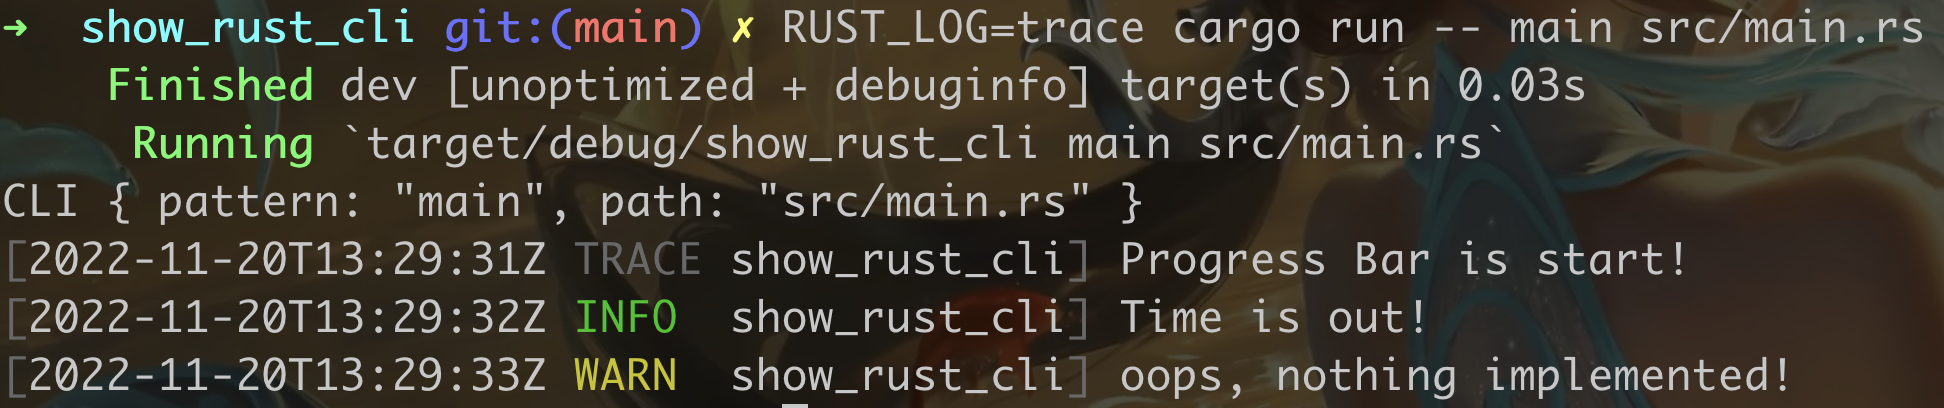 ➜  show_rust_cli git:(main) ✗ RUST_LOG=trace cargo run -- main src/main.rs
    Finished dev [unoptimized + debuginfo] target(s) in 0.03s
     Running `target/debug/show_rust_cli main src/main.rs`
CLI { pattern: "main", path: "src/main.rs" }
[2022-11-20T13:29:31Z TRACE show_rust_cli] Progress Bar is start!
[2022-11-20T13:29:32Z INFO  show_rust_cli] Time is out!
[2022-11-20T13:29:33Z WARN  show_rust_cli] oops, nothing implemented!